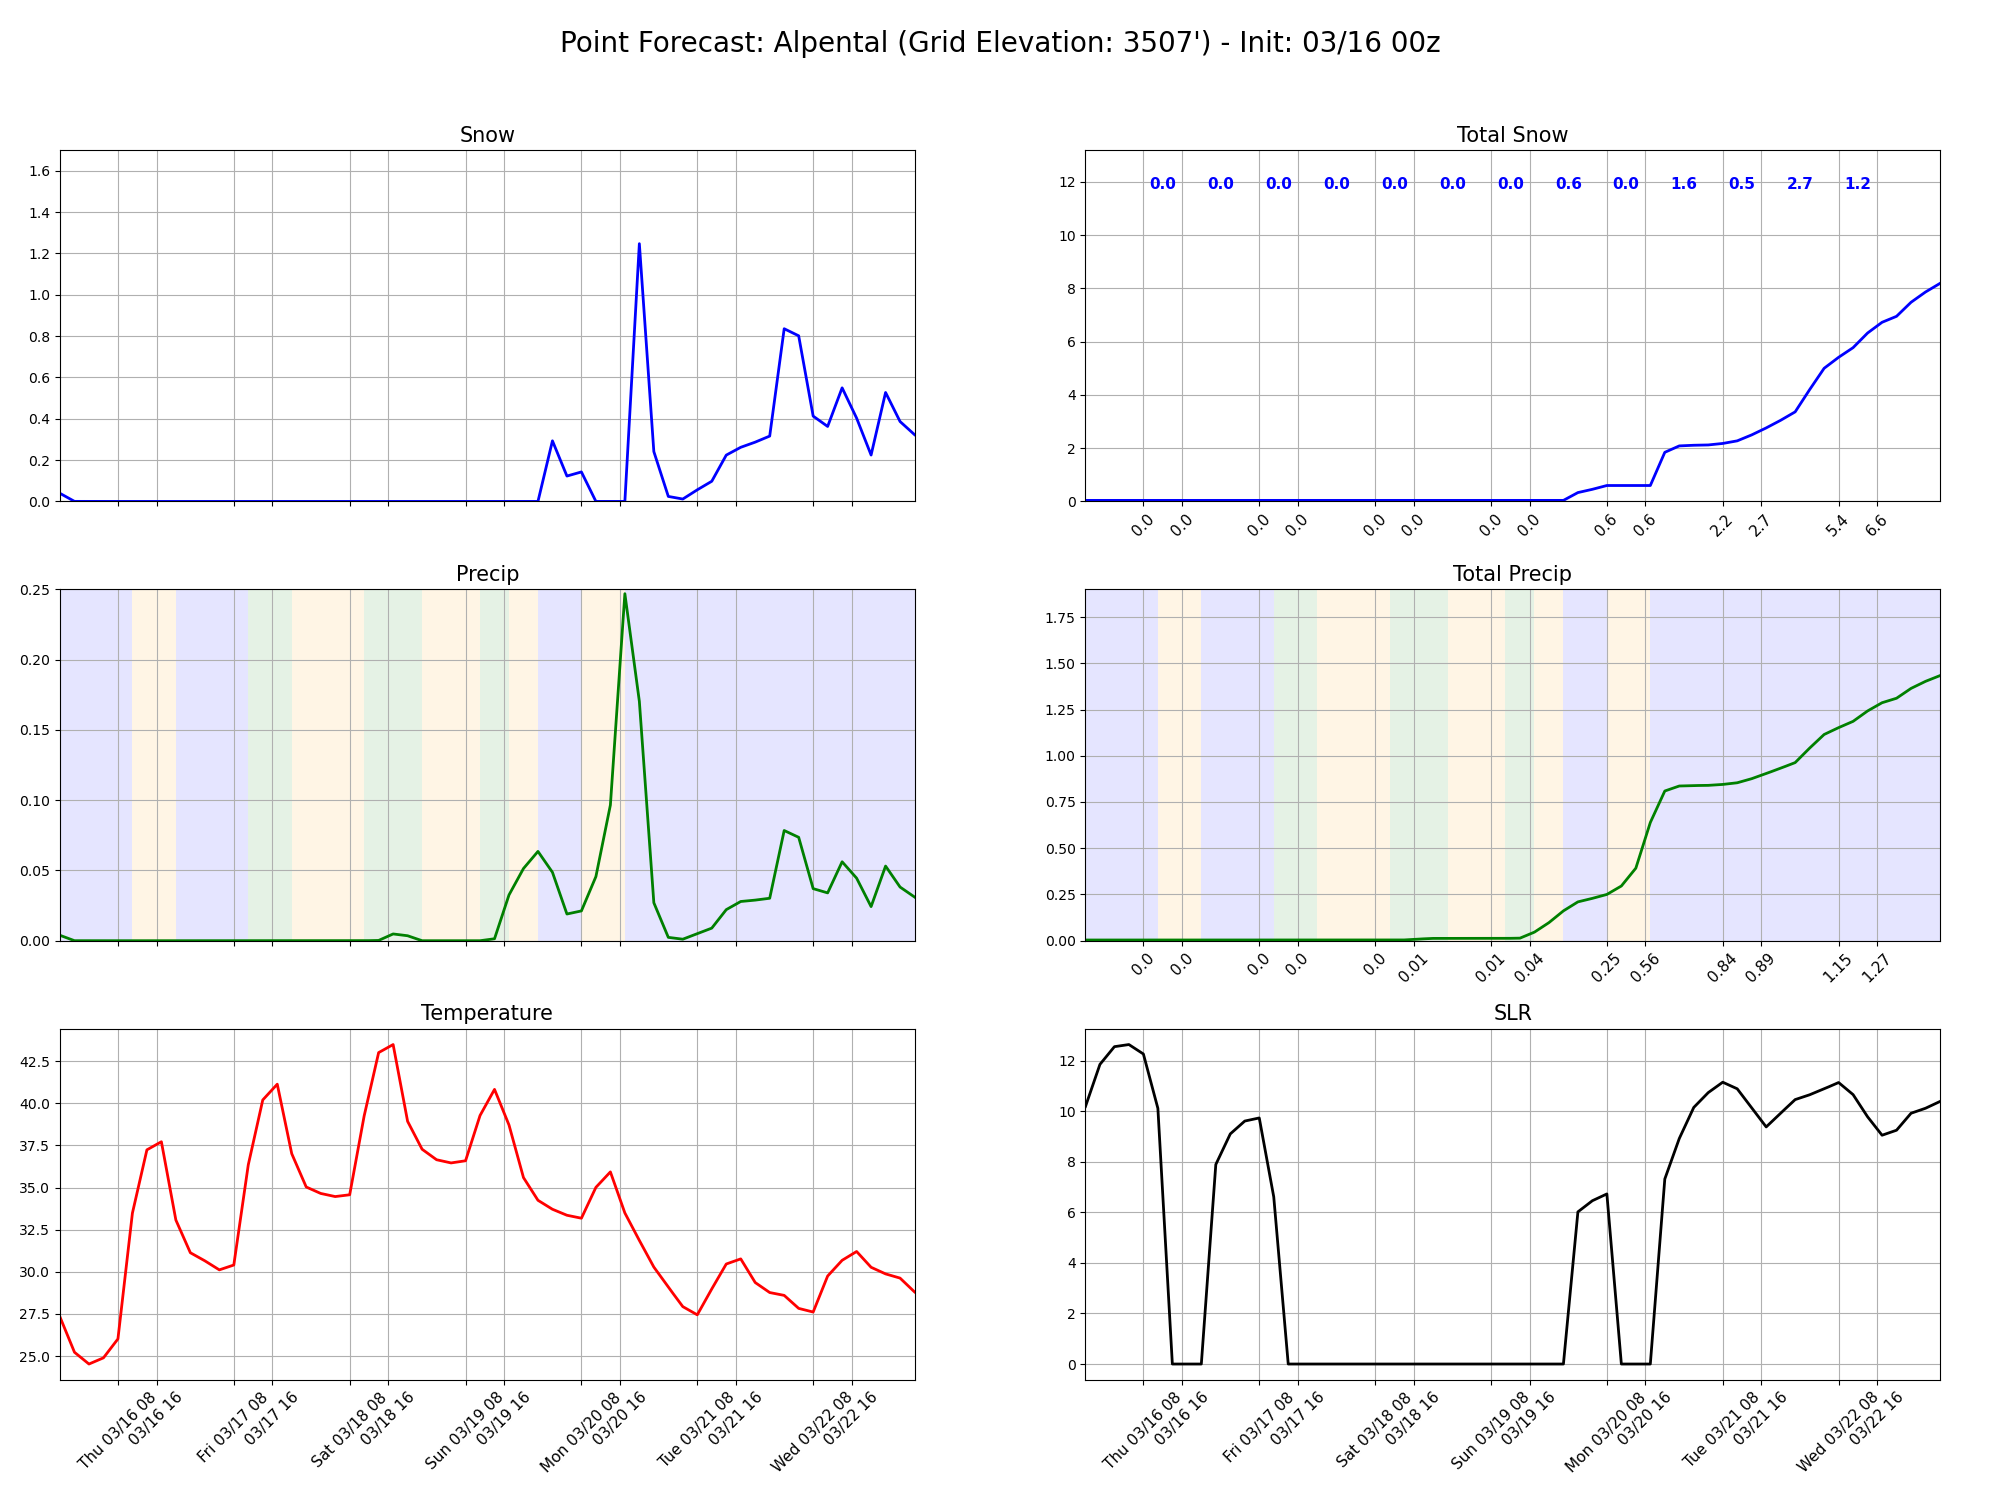 Point Forecast: Alpental (Grid Elevation: 3507') - Init: 03/16 00z
Snow
1.6
1.4
1.2
1.0
0.8
0.6
0.4
0.2
0.0
Total Snow
0.0 0.0 0.0 0.0 0.0 0.0 0.0 0.6 0.0 1.6 0.5 2.7 1.2
12
10
8
6
4
2
0
0.0 0.0 0.0 0.0 0.0 0.0 0.0 0.0 0.6 0.6 2.2 2.7 5.4 6.6
Precip
0.25
0.20
0.15
0.10
0.05
0.00
Total Precip
1.75
1.50
1.25
1.00
0.75
0.50
0.25
0.00
0.0 0.0 0.0 0.0 0.0 0.01 0.01 0.04 0.25 0.56 0.84 0.89 1.15 1.27
Temperature
42.5
40.0
37.5
35.0
32.5
30.0
27.5
25.0
Thu 03/16 08
03/16 16
Fri 03/17 08
03/17 16
Sat 03/18 08
03/18 16
Sun 03/19 08
03/19 16
Mon 03/20 08
03/20 16
Tue 03/21 08
03/21 16
Wed 03/22 08
03/22 16
SLR
12
10
8
6
4
2
0
Thu 03/16 08
03/16 16
Fri 03/17 08
03/17 16
Sat 03/18 08
03/18 16
Sun 03/19 08
03/19 16
Mon 03/20 08
03/20 16
Tue 03/21 08
03/21 16
Wed 03/22 08
03/22 16